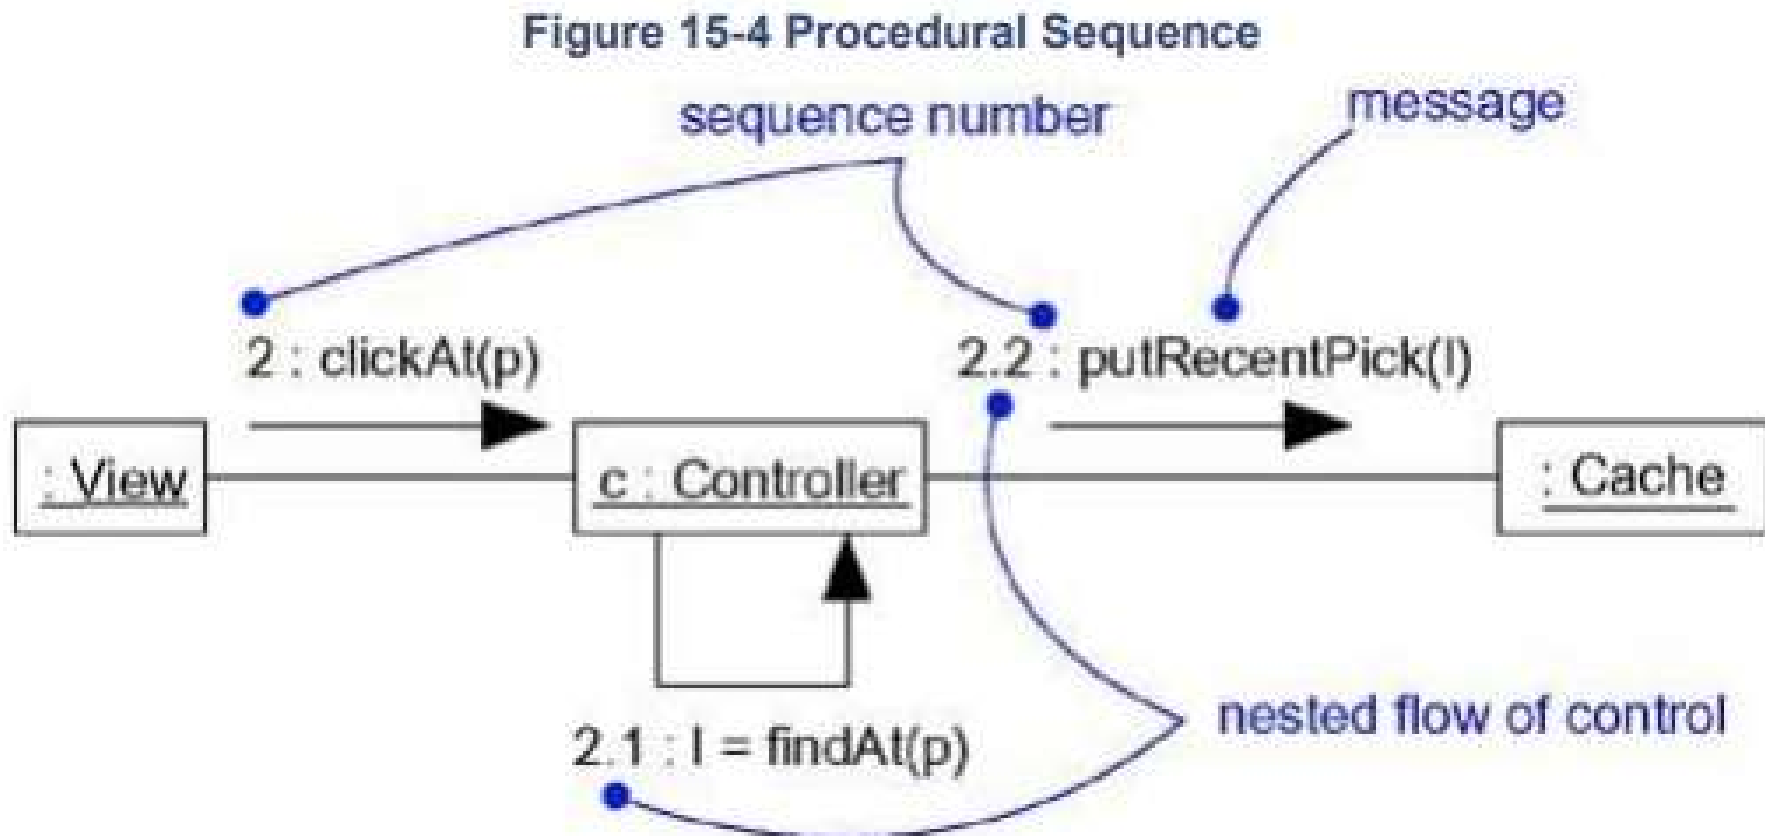 Figure 15-4 Procedural Sequence
sequence number
message
2 : clickAt(p)
2.2 : putRecentPick(l)
: View
c : Controller
: Cache
2.1 : l = findAt(p)
nested flow of control